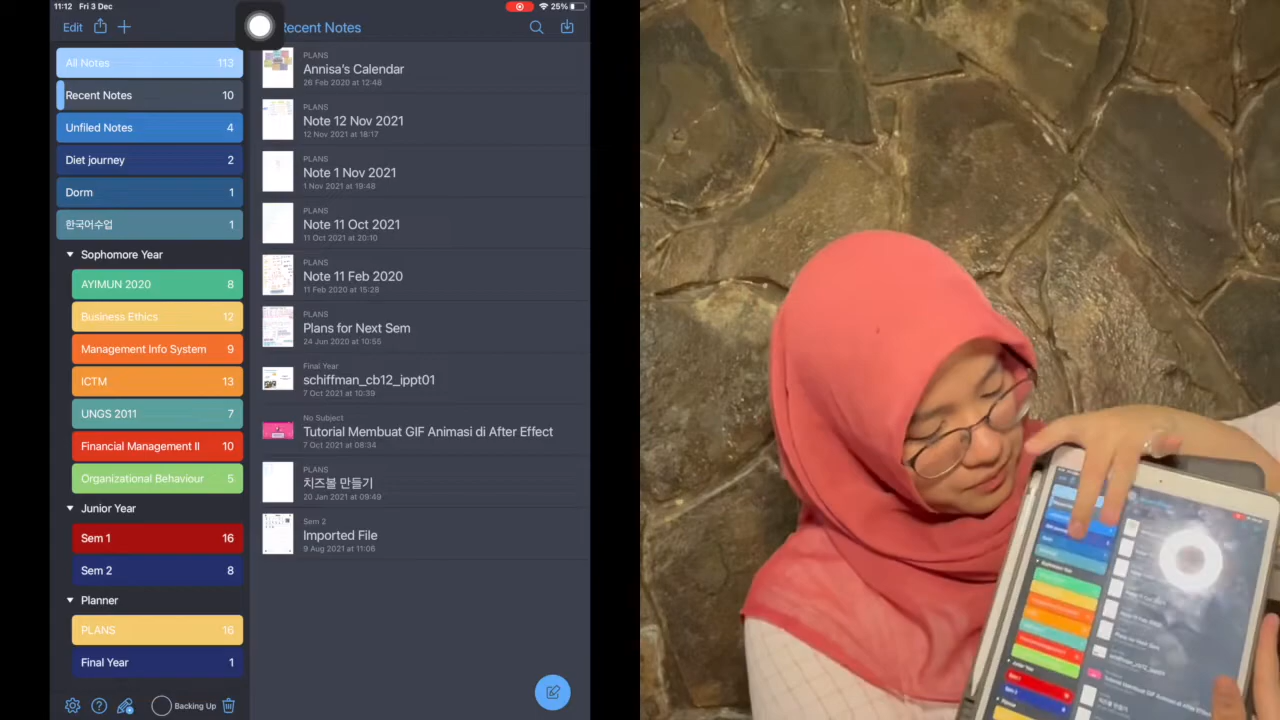 11:12 Fri 3 Dec
25%
Edit
Recent Notes
All Notes 113
Recent Notes 10
Unfiled Notes 4
Diet journey 2
Dorm 1
한국어수업 1
Sophomore Year
AYIMUN 2020 8
Business Ethics 12
Management Info System 9
ICTM 13
UNGS 2011 7
Financial Management II 10
Organizational Behaviour 5
Junior Year
Sem 1 16
Sem 2 8
Planner
PLANS 16
Final Year 1
Backing Up
PLANS
Annisa's Calendar
26 Feb 2020 at 12:48
PLANS
Note 12 Nov 2021
12 Nov 2021 at 18:17
PLANS
Note 1 Nov 2021
1 Nov 2021 at 19:48
PLANS
Note 11 Oct 2021
11 Oct 2021 at 20:10
PLANS
Note 11 Feb 2020
11 Feb 2020 at 15:28
PLANS
Plans for Next Sem
24 Jun 2020 at 10:55
Final Year
schiffman_cb12_ippt01
7 Oct 2021 at 10:39
No Subject
Tutorial Membuat GIF Animasi di After Effect
7 Oct 2021 at 08:34
PLANS
치즈볼 만들기
20 Jan 2021 at 09:49
Sem 2
Imported File
9 Aug 2021 at 11:06